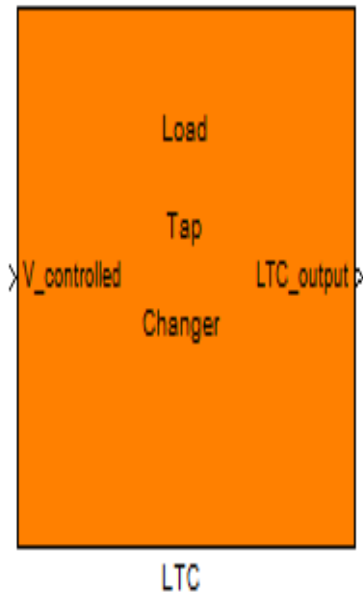 Load
Tap
V_controlled
LTC_output
Changer
LTC